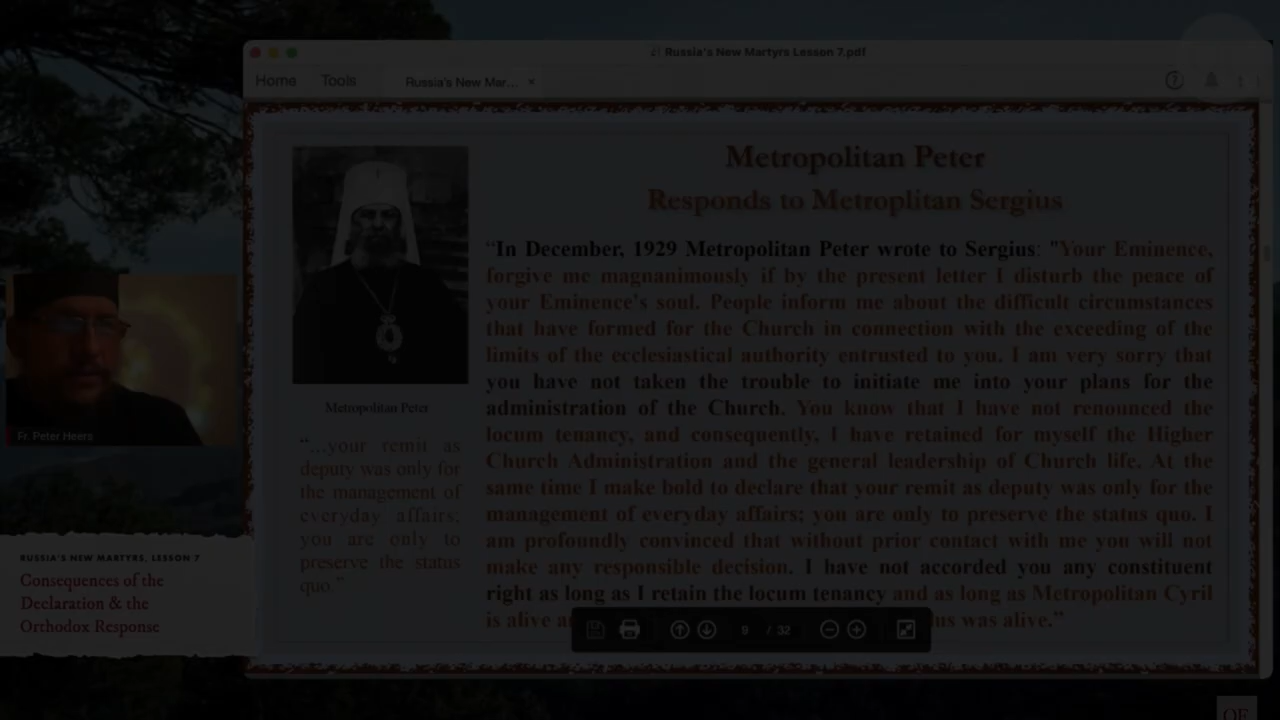 Russia's New Martyrs Lesson 7.pdf
Home
Tools
Russia's New Mar...
×
Metropolitan Peter
Responds to Metroplitan Sergius
“In December, 1929 Metropolitan Peter wrote to Sergius: "Your Eminence,
forgive me magnanimously if by the present letter I disturb the peace of
your Eminence's soul. People inform me about the difficult circumstances
that have formed for the Church in connection with the exceeding of the
limits of the ecclesiastical authority entrusted to you. I am very sorry that
you have not taken the trouble to initiate me into your plans for the
administration of the Church. You know that I have not renounced the
locum tenancy, and consequently, I have retained for myself the Higher
Church Administration and the general leadership of Church life. At the
same time I make bold to declare that your remit as deputy was only for the
management of everyday affairs; you are only to preserve the status quo. I
am profoundly convinced that without prior contact with me you will not
make any responsible decision. I have not accorded you any constituent
right as long as I retain the locum tenancy and as long as Metropolitan Cyril
is alive was alive.”
Metropolitan Peter
“...your remit as
deputy was only for
the management of
everyday affairs;
you are only to
preserve the status
quo.”
9 / 32
Fr. Peter Heers
RUSSIA'S NEW MARTYRS, LESSON 7
Consequences of the
Declaration & the
Orthodox Response
OE